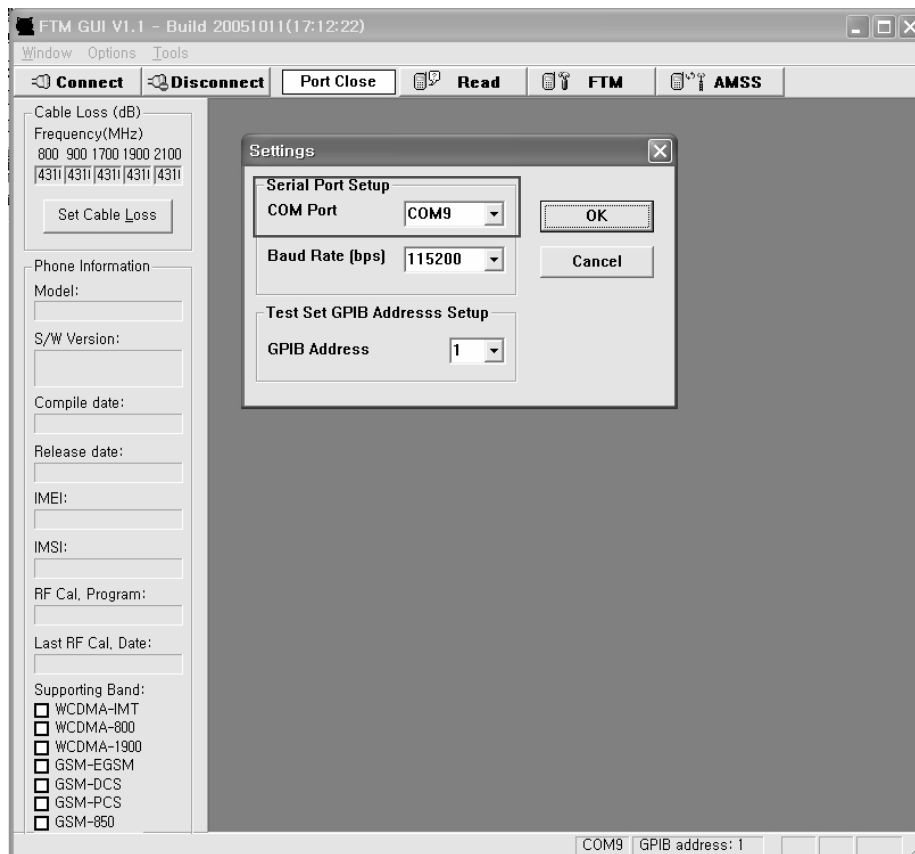 FTM GUI V1.1 - Build 20051011(17:12:22)
Window Options Tools
Connect Disconnect Port Close Read FTM AMSS
Cable Loss (dB)
Frequency(MHz)
800 900 1700 1900 2100
Set Cable Loss
Phone Information
Model:
S/W Version:
Compile date:
Release date:
IMEI:
IMSI:
RF Cal, Program:
Last RF Cal, Date:
Supporting Band:
WCDMA-IMT
WCDMA-800
WCDMA-1900
GSM-EGSM
GSM-DCS
GSM-PCS
GSM-850
Settings
Serial Port Setup
COM Port COM9
Baud Rate (bps) 115200
Test Set GPIB Addresss Setup
GPIB Address 1
OK
Cancel
COM9 GPIB address: 1